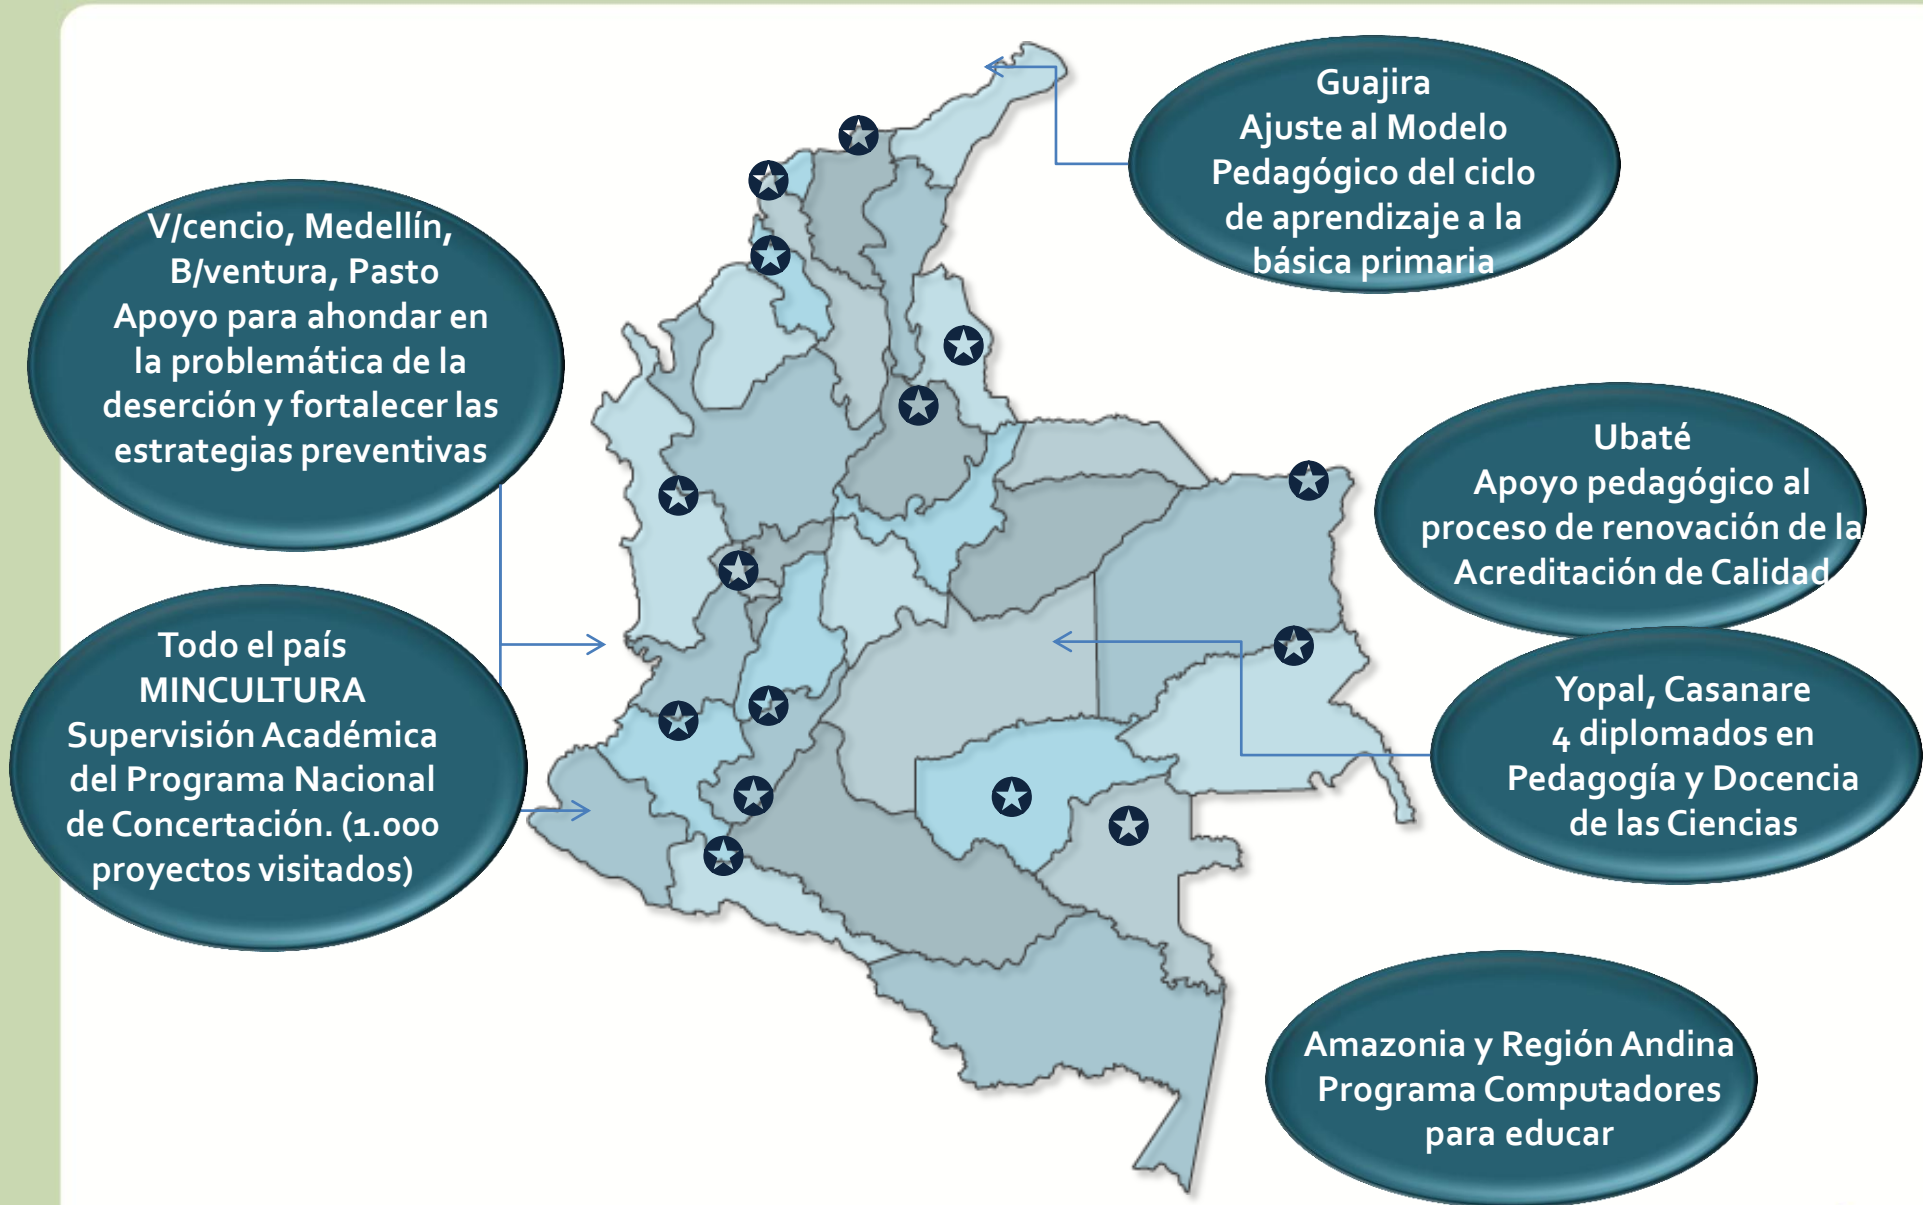 Guajira
Ajuste al Modelo
Pedagógico del ciclo
de aprendizaje a la
básica primaria
V/cencio, Medellín,
B/ventura, Pasto
Apoyo para ahondar en
la problemática de la
deserción y fortalecer las
estrategias preventivas
Ubaté
Apoyo pedagógico al
proceso de renovación de la
Acreditación de Calidad
Todo el país
MINCULTURA
Supervisión Académica
del Programa Nacional
de Concertación. (1.000
proyectos visitados)
Yopal, Casanare
4 diplomados en
Pedagogía y Docencia
de las Ciencias
Amazonia y Región Andina
Programa Computadores
para educar